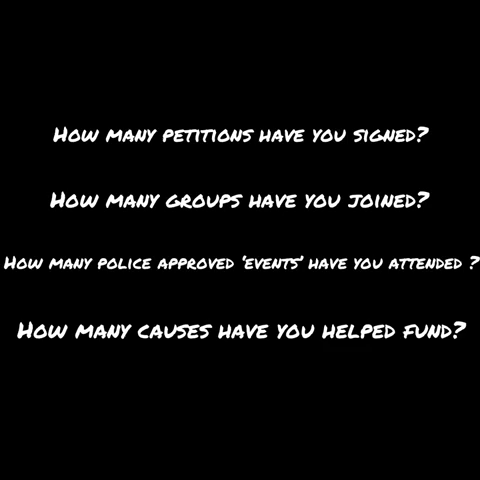 How many petitions have you signed?
How many groups have you joined?
How many police approved 'events' have you attended ?
How many causes have you helped fund?